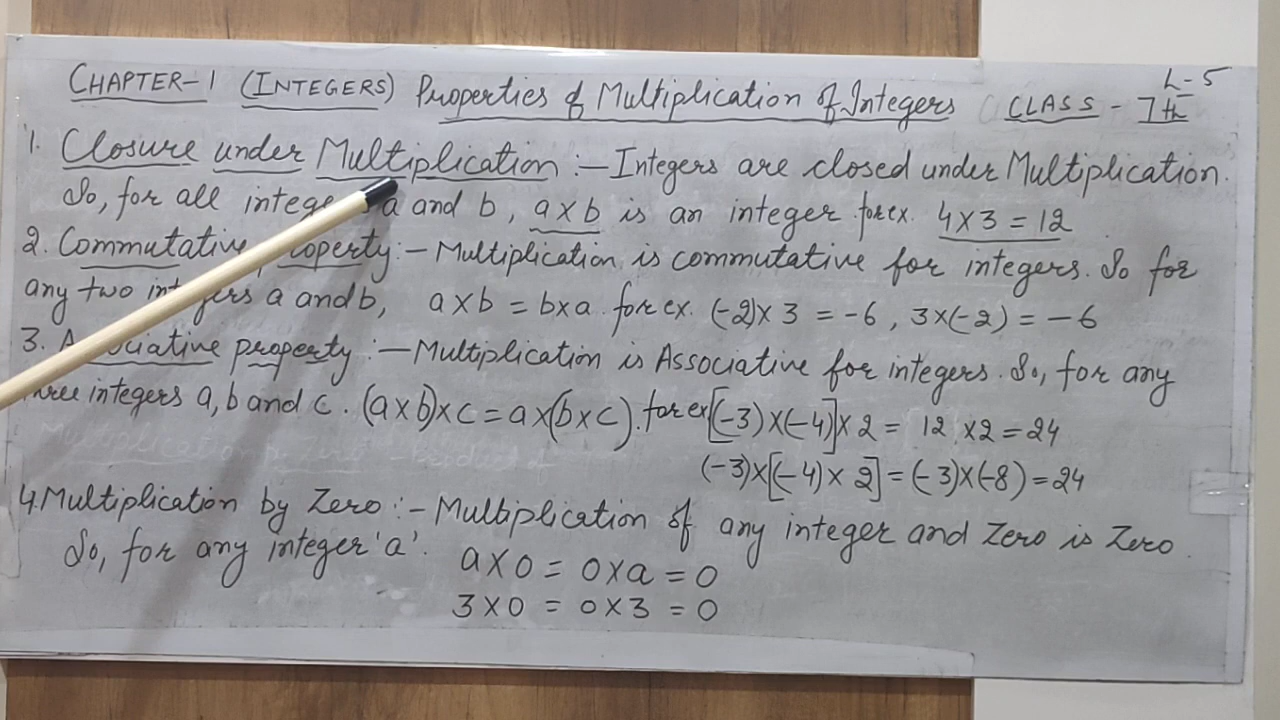 L-5
CHAPTER-1 (INTEGERS) Properties of Multiplication of Integers CLASS - 7th
1. Closure under Multiplication :- Integers are closed under Multiplication.
So, for all a and b, a×b is an integer for ex. 4×3=12
2. Commutative :- Multiplication is commutative for integers. So for
any two a and b, a×b = b×a. for ex. (-2)×3 = -6, 3×(-2) = -6
3. property :- Multiplication is Associative for integers. So, for any
integers a, b and c. (a×b)×c = a×(b×c). for ex [(-3)×(-4)]×2 = 12 ×2 = 24
(-3)×[(-4)×2] = (-3)×(-8) = 24
4. Multiplication by Zero :- Multiplication of any integer and Zero is Zero.
So, for any integer 'a'.
a×0 = 0×a = 0
3×0 = 0×3 = 0